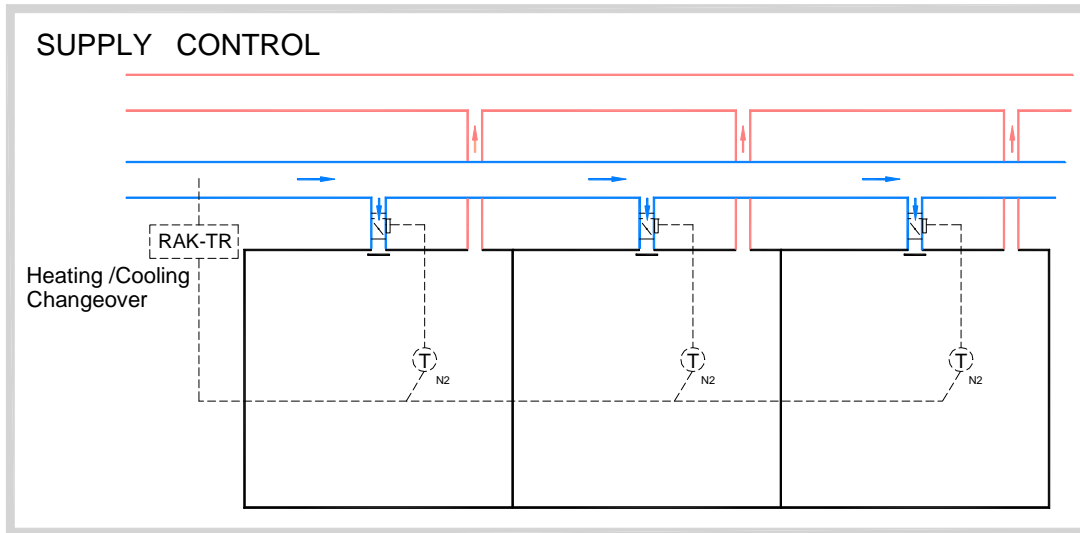 SUPPLY CONTROL
RAK-TR
Heating /Cooling
Changeover
T
N2
T
N2
T
N2